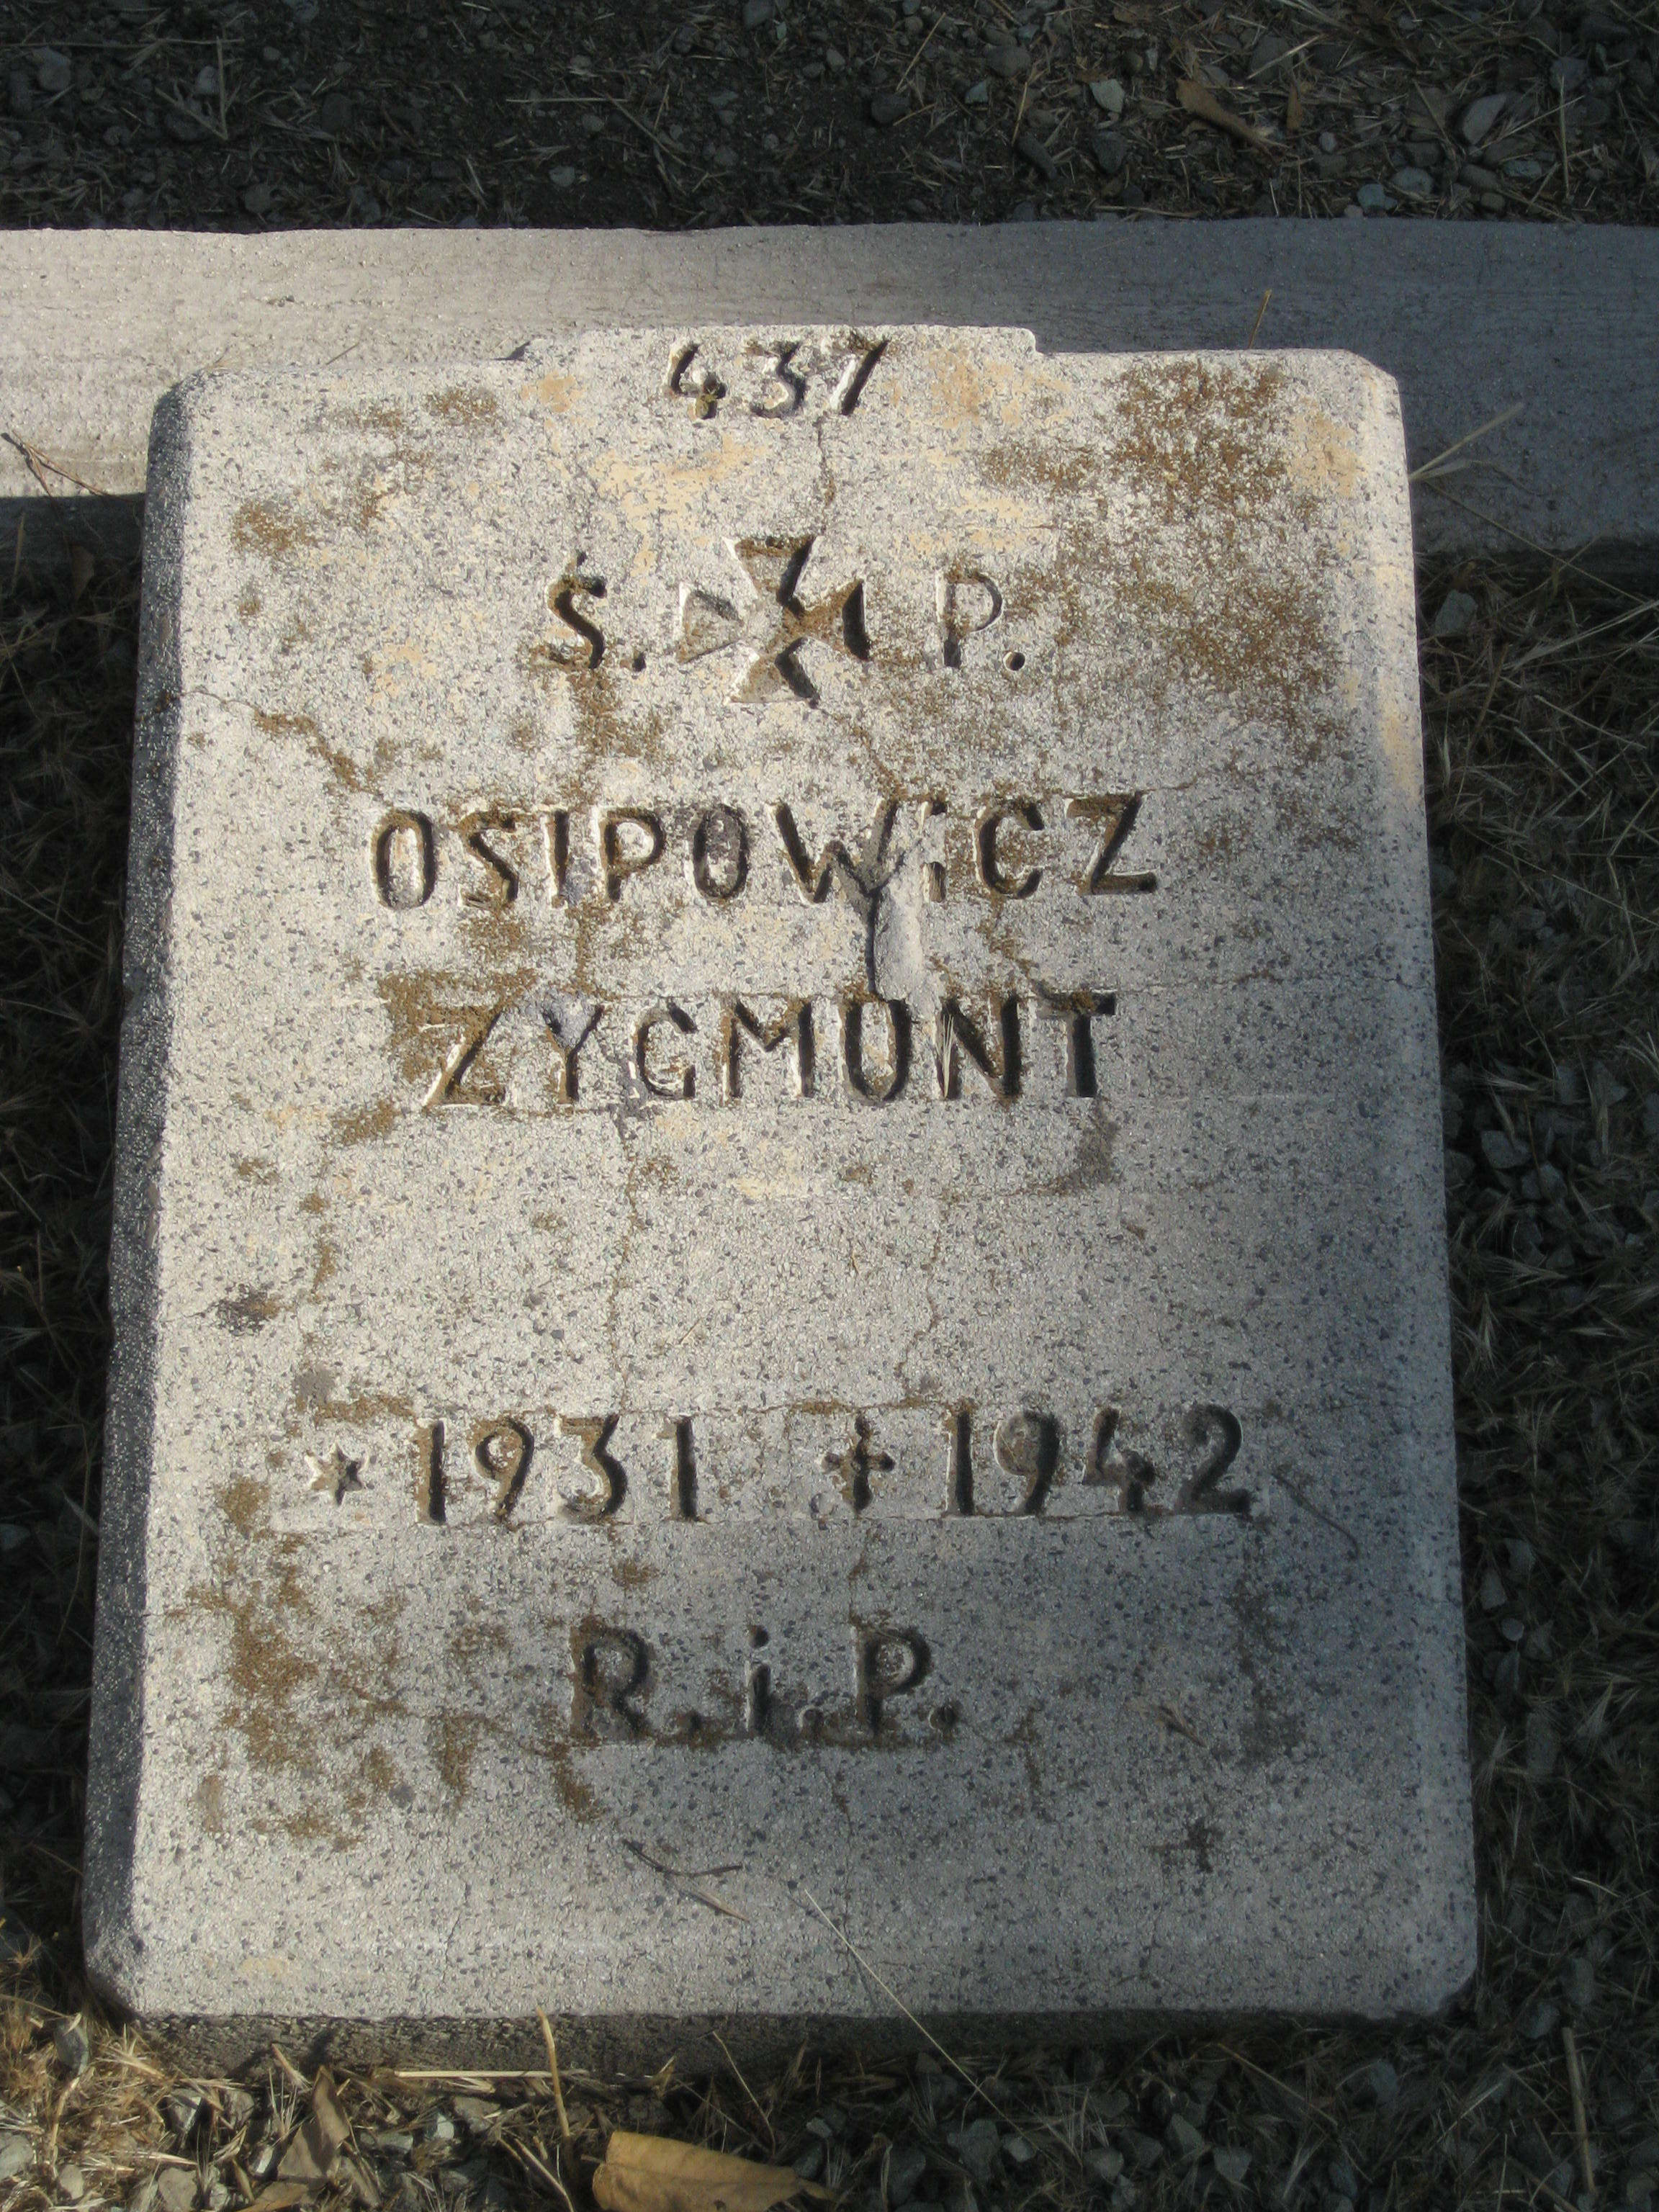 437
Ś. ✠ P.
OSIPOWiCZ
ZYGMUNT
* 1931 ✝ 1942
R.i.P.